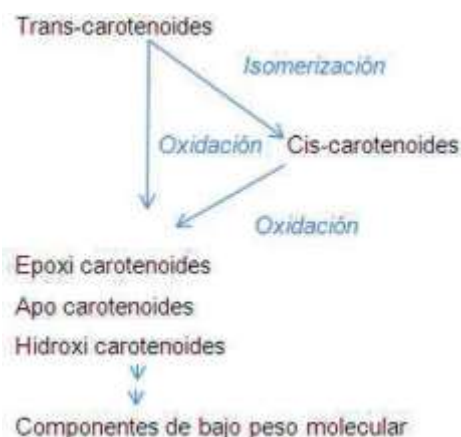 Trans-carotenoides
Isomerización
Oxidación
Cis-carotenoides
Oxidación
Epoxi carotenoides
Apo carotenoides
Hidroxi carotenoides
Componentes de bajo peso molecular